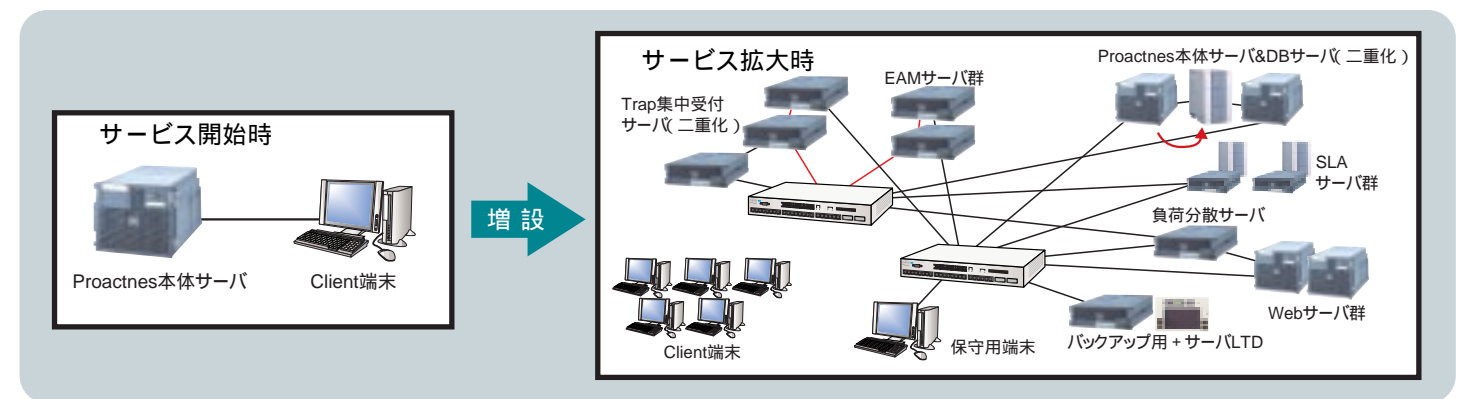 サービス開始時
Proactnes本体サーバ
Client端末
増設
サービス拡大時
Trap集中受付
サーバ(二重化)
EAMサーバ群
Proactnes本体サーバ&DBサーバ(二重化)
SLA
サーバ群
負荷分散サーバ
Webサーバ群
バックアップ用+サーバLTD
保守用端末
Client端末